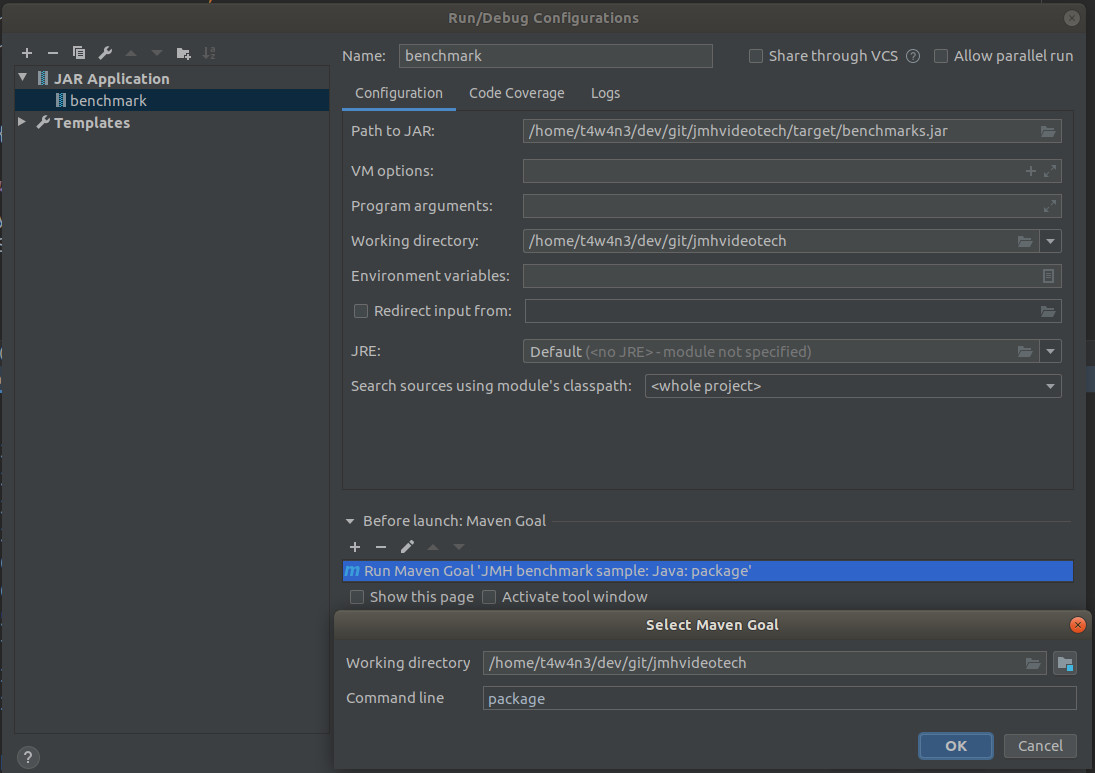 Run/Debug Configurations
Name: benchmark Share through VCS ? Allow parallel run
JAR Application
benchmark
Templates
Configuration Code Coverage Logs
Path to JAR: /home/t4w4n3/dev/git/jmhvideotech/target/benchmarks.jar
VM options:
Program arguments:
Working directory: /home/t4w4n3/dev/git/jmhvideotech
Environment variables:
Redirect input from:
JRE: Default (<no JRE> - module not specified)
Search sources using module's classpath: <whole project>
Before launch: Maven Goal
m Run Maven Goal 'JMH benchmark sample: Java: package'
Show this page Activate tool window
Select Maven Goal
Working directory /home/t4w4n3/dev/git/jmhvideotech
Command line package
OK Cancel
?